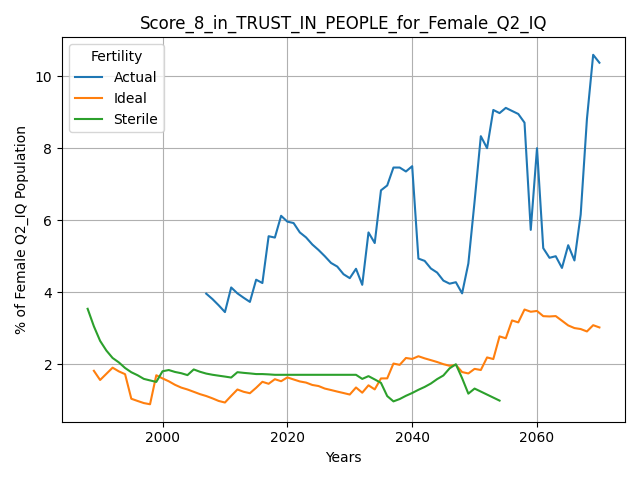 Score_8_in_TRUST_IN_PEOPLE_for_Female_Q2_IQ
Fertility
Actual
Ideal
Sterile
% of Female Q2_IQ Population
10
8
6
4
2
2000
2020
2040
2060
Years